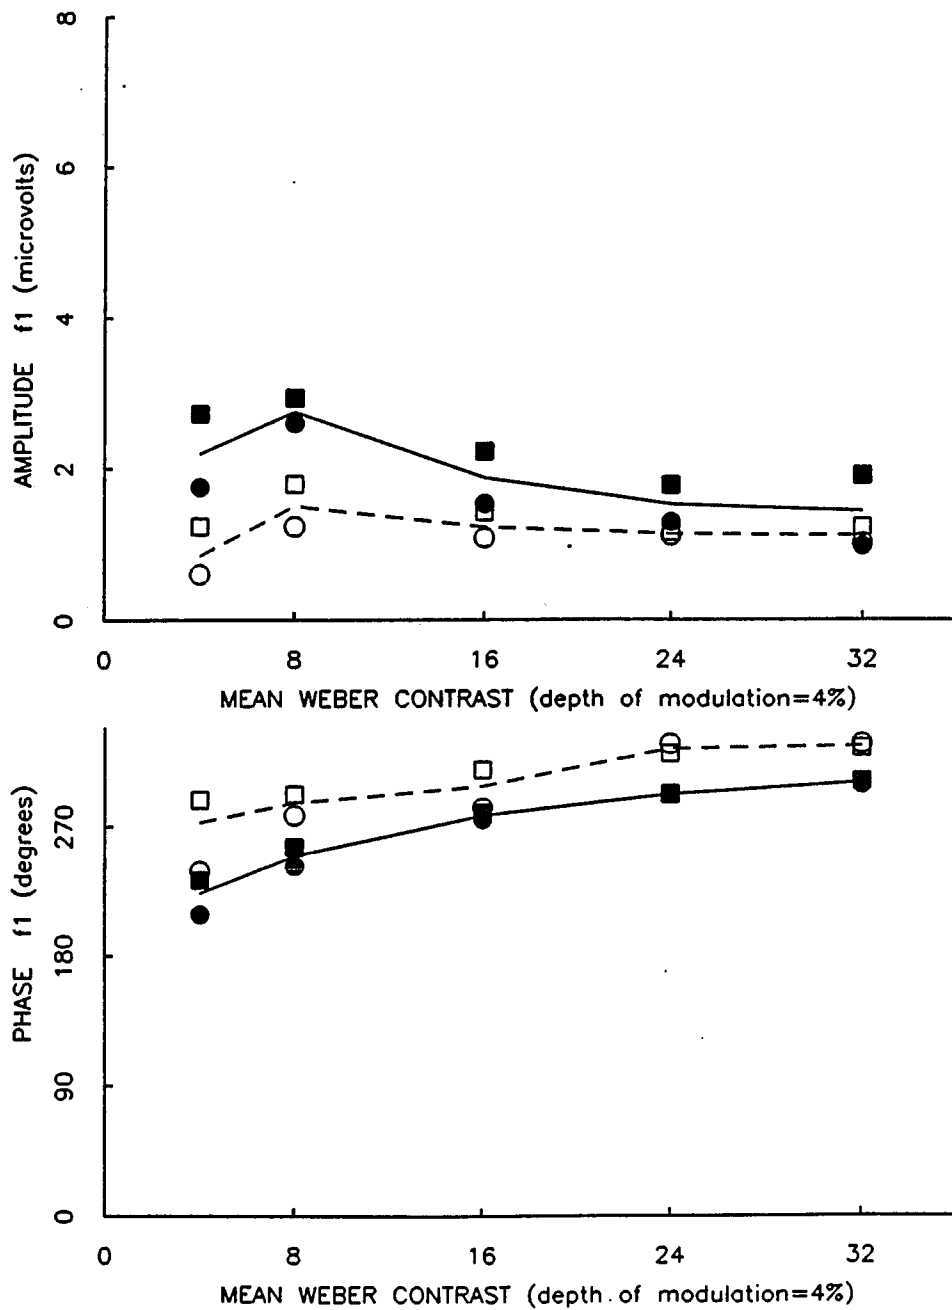 8
6
4
2
0
AMPLITUDE f1 (microvolts)
0 8 16 24 32
MEAN WEBER CONTRAST (depth of modulation=4%)
270
180
90
0
PHASE f1 (degrees)
0 8 16 24 32
MEAN WEBER CONTRAST (depth of modulation=4%)